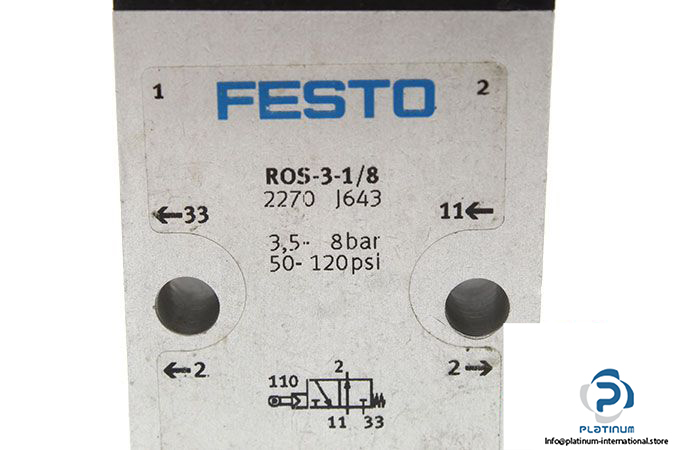 1 FESTO 2
ROS-3-1/8
2270 J643
←33 11←
3,5- 8bar
50- 120psi
←2 2→
2
110
11 33
PLATINUM
info@platinum-international.store